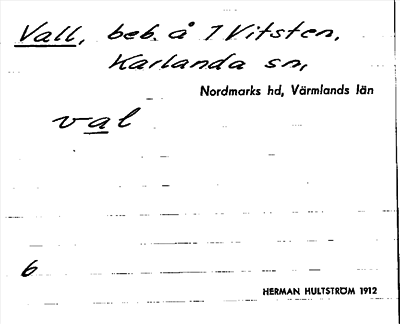 Vall, beb. å 1 Vitsten,
Karlanda sn,
Nordmarks hd, Värmlands län
val
6
HERMAN HULTSTRÖM 1912